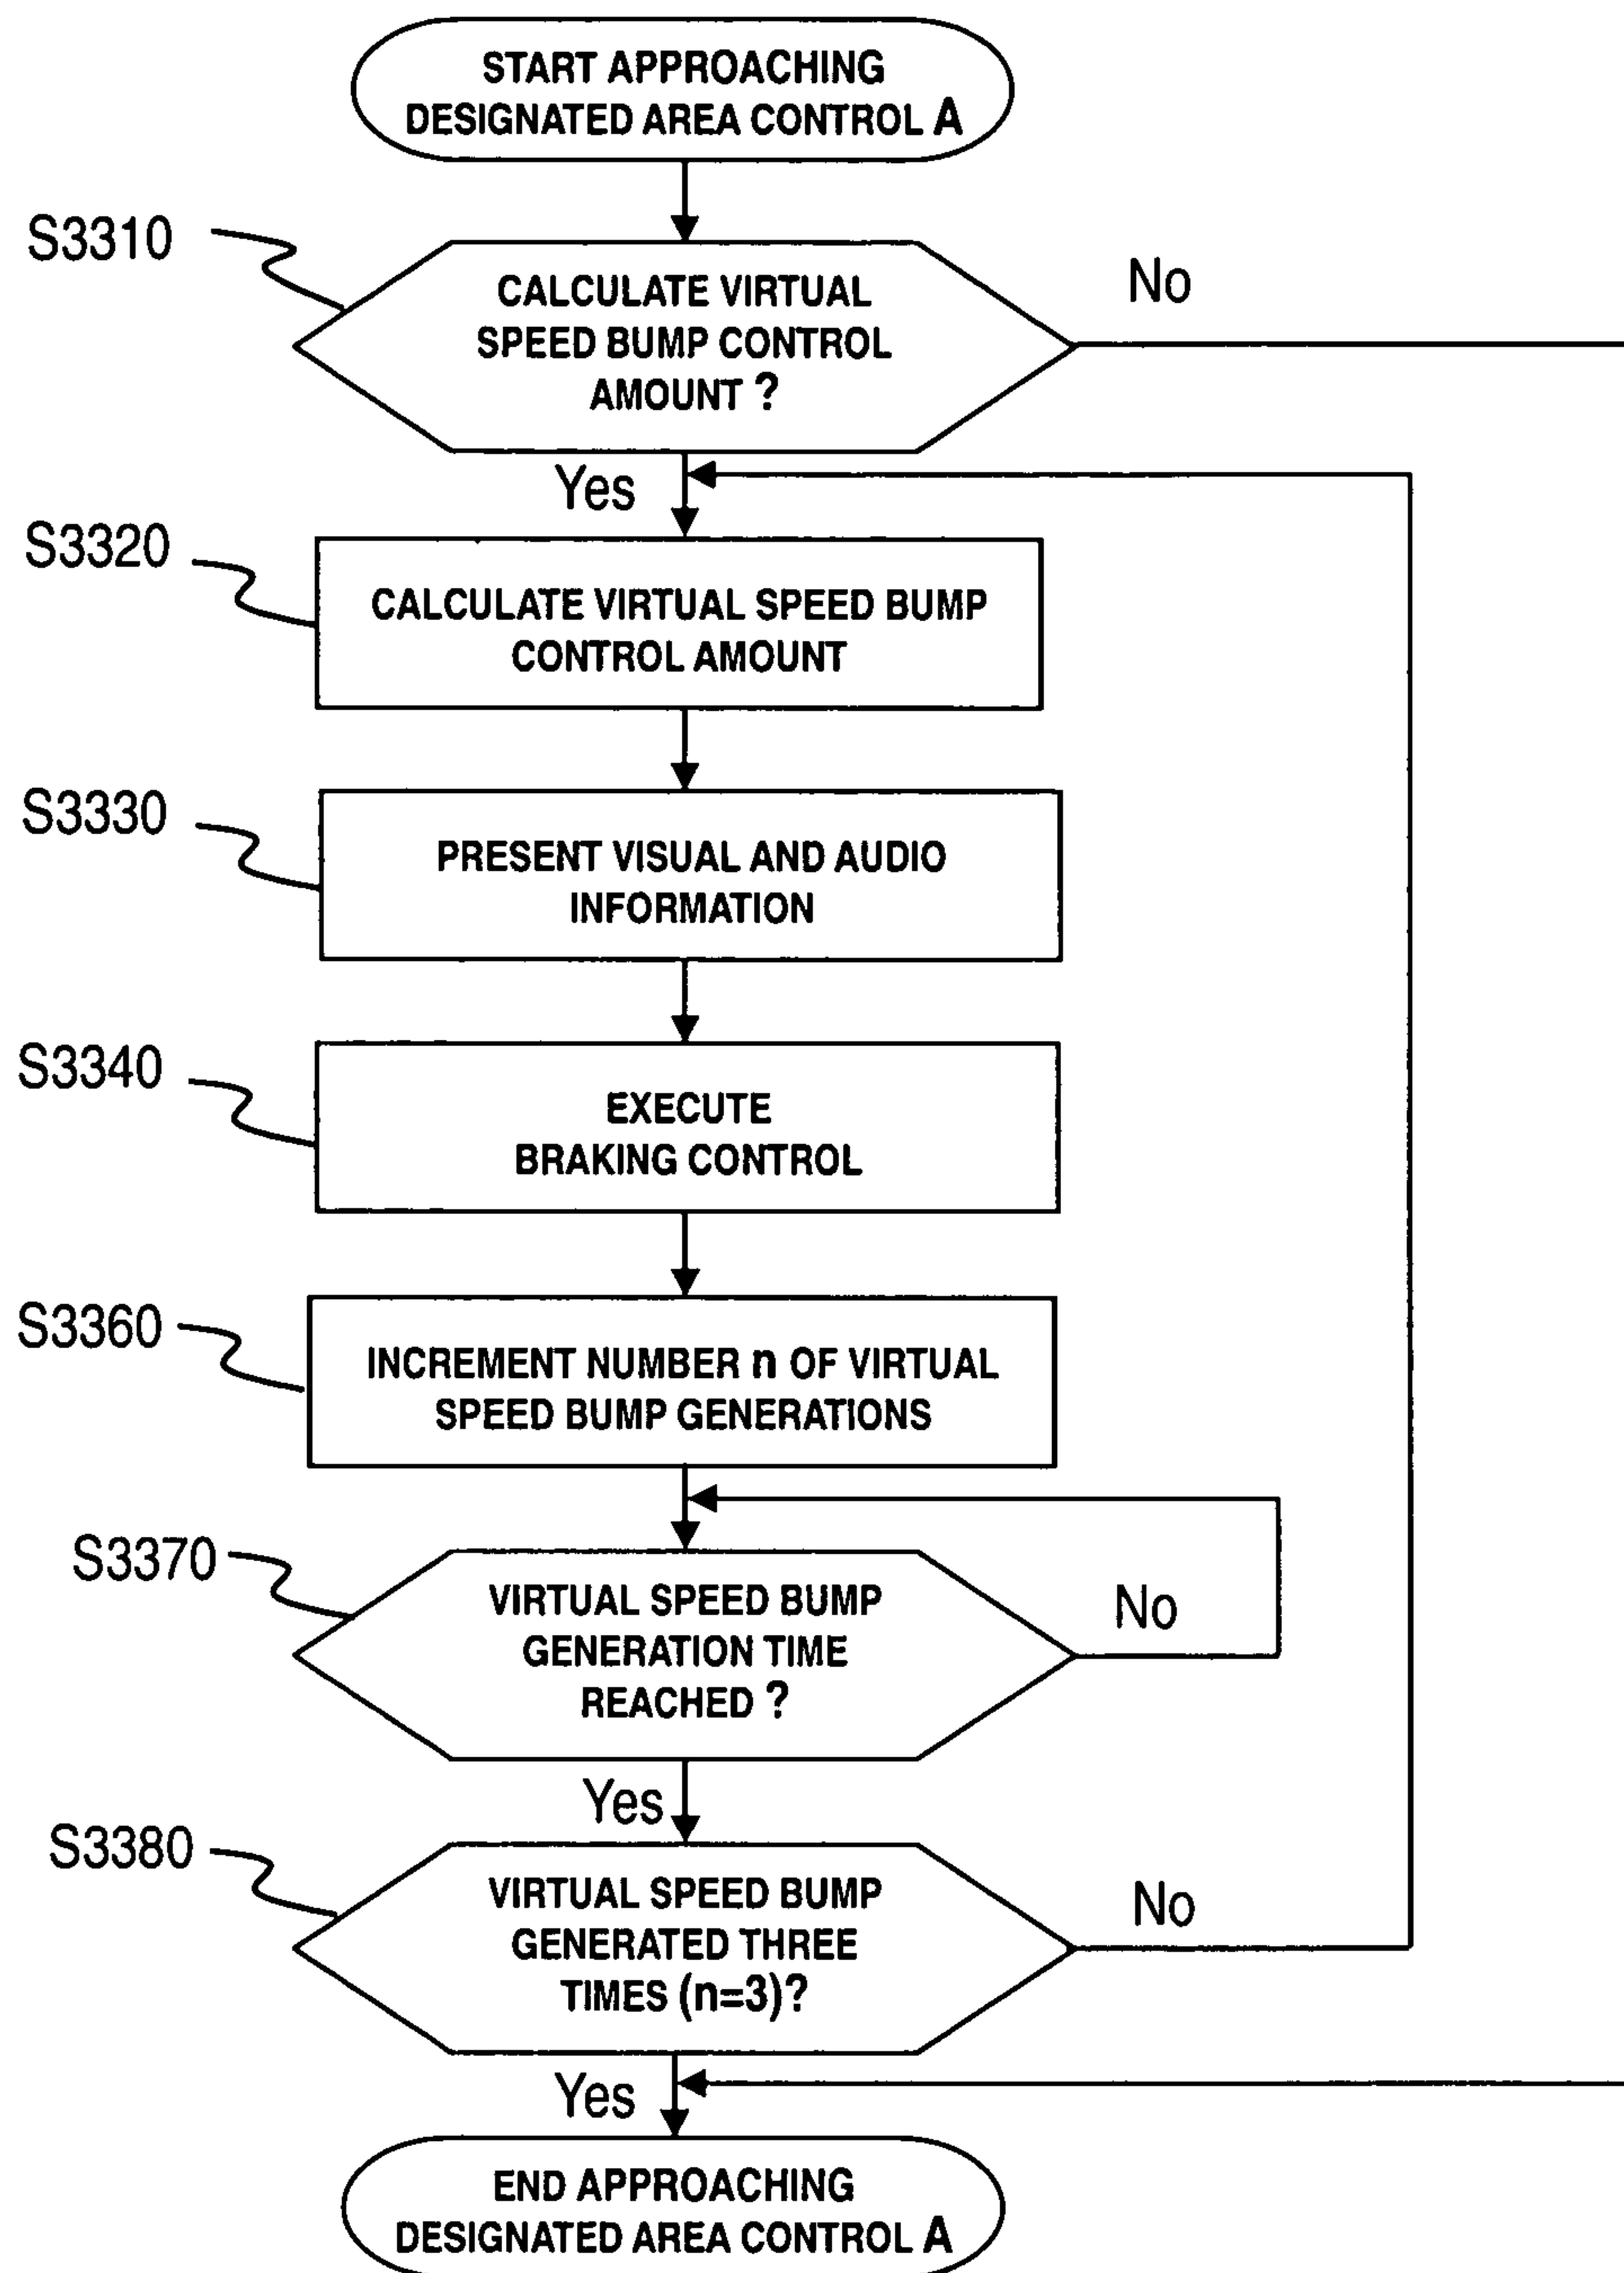 START APPROACHING
DESIGNATED AREA CONTROL A
S3310
CALCULATE VIRTUAL
SPEED BUMP CONTROL
AMOUNT ?
No
Yes
S3320
CALCULATE VIRTUAL SPEED BUMP
CONTROL AMOUNT
S3330
PRESENT VISUAL AND AUDIO
INFORMATION
S3340
EXECUTE
BRAKING CONTROL
S3360
INCREMENT NUMBER n OF VIRTUAL
SPEED BUMP GENERATIONS
S3370
VIRTUAL SPEED BUMP
GENERATION TIME
REACHED ?
No
Yes
S3380
VIRTUAL SPEED BUMP
GENERATED THREE
TIMES (n=3)?
No
Yes
END APPROACHING
DESIGNATED AREA CONTROL A